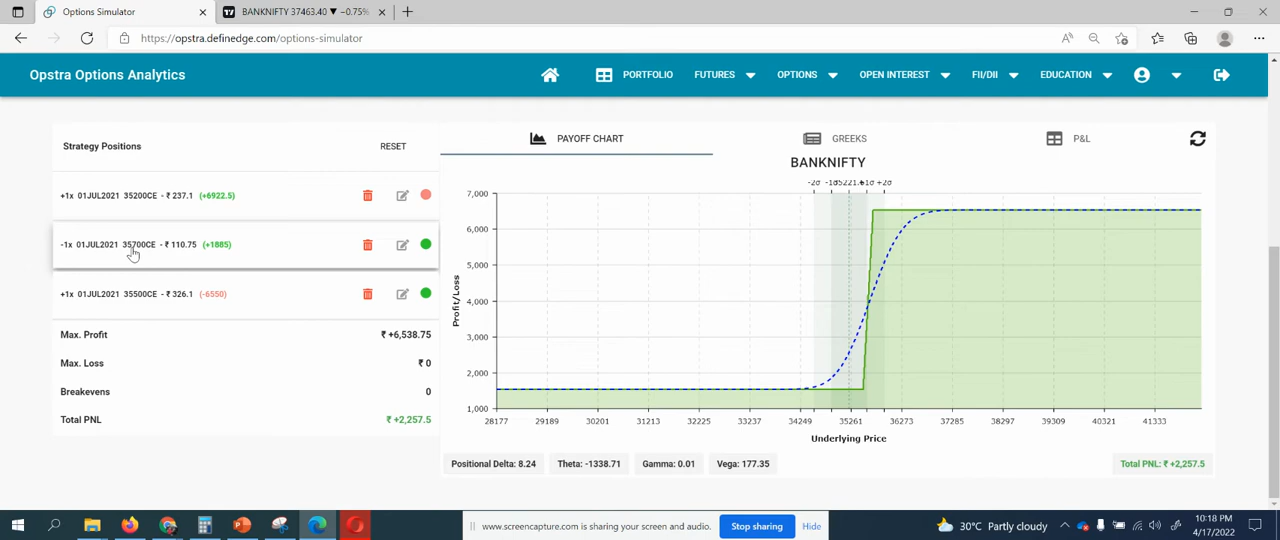 Options Simulator
BANKNIFTY 37463.40 ▼ −0.75%
https://opstra.definedge.com/options-simulator
Opstra Options Analytics
PORTFOLIO
FUTURES
OPTIONS
OPEN INTEREST
FII/DII
EDUCATION
Strategy Positions
RESET
+1x 01JUL2021 35200CE - ₹ 237.1 (+6922.5)
-1x 01JUL2021 35700CE - ₹ 110.75 (+1885)
+1x 01JUL2021 35500CE - ₹ 326.1 (-6550)
Max. Profit ₹ +6,538.75
Max. Loss ₹ 0
Breakevens 0
Total PNL ₹ +2,257.5
PAYOFF CHART
GREEKS
P&L
BANKNIFTY
-2σ +2σ
7,000
6,000
5,000
4,000
3,000
2,000
1,000
Profit/Loss
28177 29189 30201 31213 32225 33237 34249 35261 36273 37285 38297 39309 40321 41333
Underlying Price
Positional Delta: 8.24
Theta: -1338.71
Gamma: 0.01
Vega: 177.35
Total PNL: ₹ +2,257.5
www.screencapture.com is sharing your screen and audio.
Stop sharing
Hide
30°C Partly cloudy
10:18 PM
4/17/2022